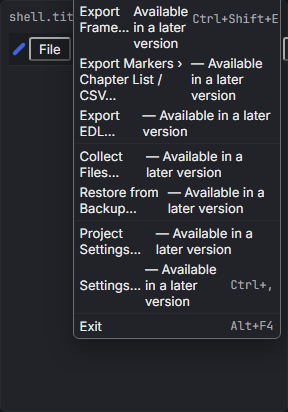 shell.tit
File
Export Frame... Available in a later version Ctrl+Shift+E
Export Markers › Chapter List / CSV... — Available in a later version
Export EDL... — Available in a later version
Collect Files... — Available in a later version
Restore from Backup... — Available in a later version
Project Settings... — Available in a later version
Settings... — Available in a later version Ctrl+,
Exit Alt+F4